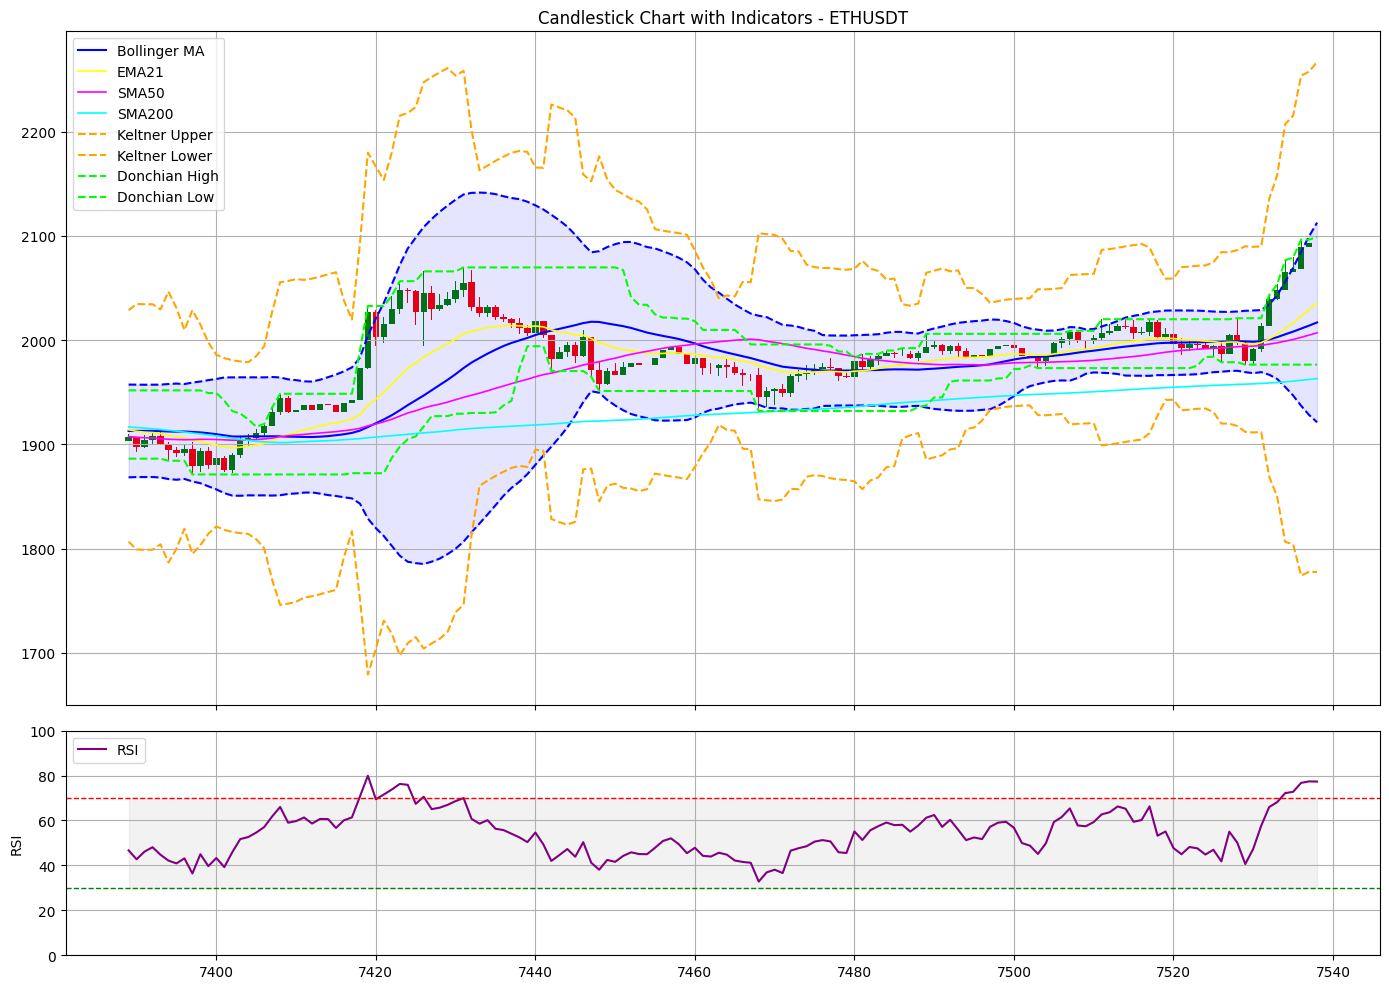 Candlestick Chart with Indicators - ETHUSDT
Bollinger MA
EMA21
SMA50
SMA200
Keltner Upper
Keltner Lower
Donchian High
Donchian Low
2200
2100
2000
1900
1800
1700
RSI
100
80
60
40
20
0
RSI
7400 7420 7440 7460 7480 7500 7520 7540